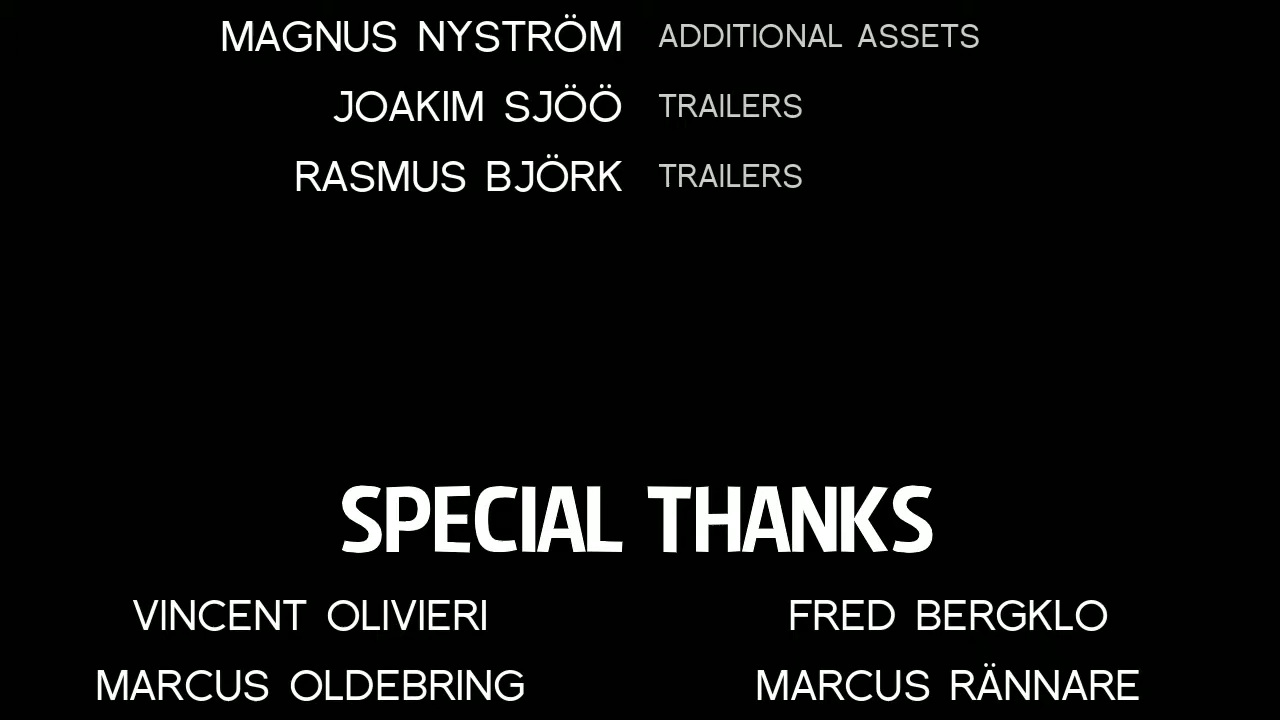 MAGNUS NYSTRÖM ADDITIONAL ASSETS
JOAKIM SJÖÖ TRAILERS
RASMUS BJÖRK TRAILERS
SPECIAL THANKS
VINCENT OLIVIERI FRED BERGKLO
MARCUS OLDEBRING MARCUS RÄNNARE